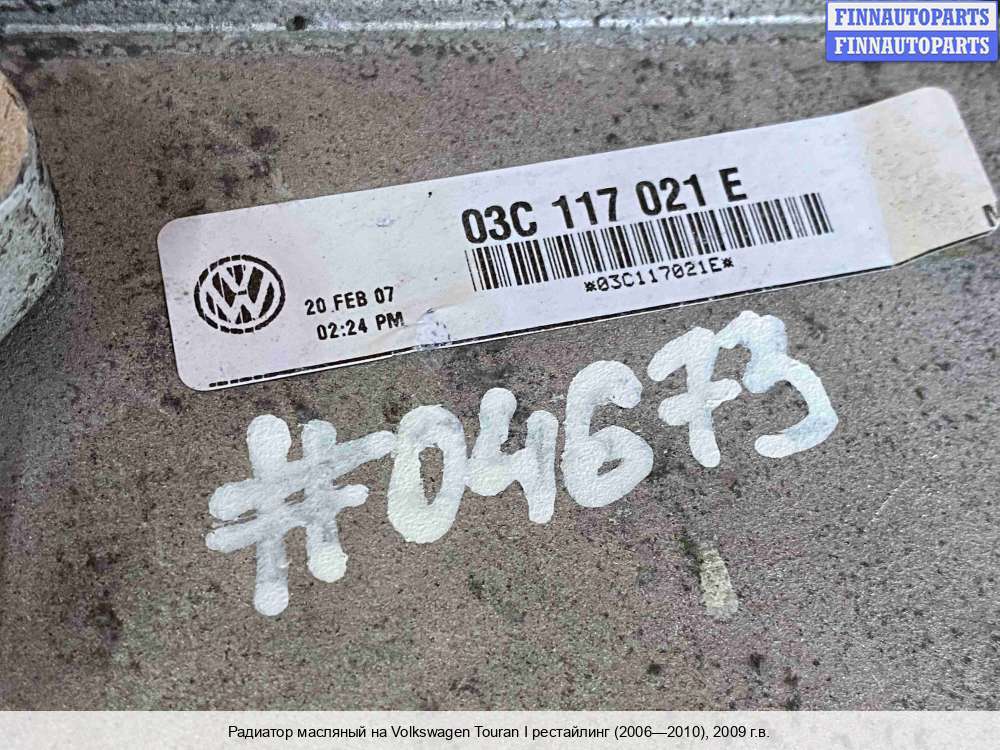 FINNAUTOPARTS
FINNAUTOPARTS
03C 117 021 E
*03C117021E*
20 FEB 07
02:24 PM
#04673
Радиатор масляный на Volkswagen Touran I рестайлинг (2006—2010), 2009 г.в.